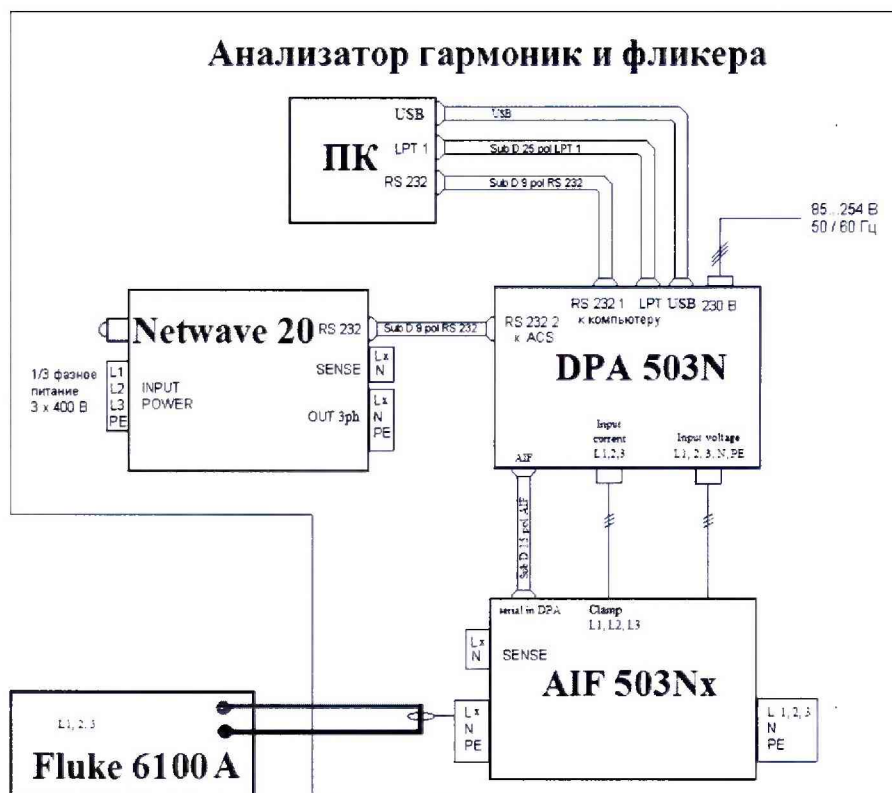 Анализатор гармоник и фликера
USB
USB
ПК
LPT 1
Sub D 25 pol LPT 1
RS 232
Sub D 9 pol RS 232
85...254 В
50 / 60 Гц
RS 232 1
LPT
USB
230 В
к компьютеру
Netwave 20
RS 232
Sub D 9 pol RS 232
RS 232 2
к ACS
DPA 503N
1/3 фазное
питание
3 x 400 В
L1
L2
L3
PE
INPUT
POWER
SENSE
Lx
N
OUT 3ph
Lx
N
PE
AIF
Input
current
L1,2,3
Input voltage
L1, 2, 3, N, PE
Sub D 15 pol AIF
serial in DPA
Clamp
L1, L2, L3
Lx
N
SENSE
AIF 503Nx
Lx
N
PE
L 1, 2, 3
N
PE
L1, 2, 3
Fluke 6100 A